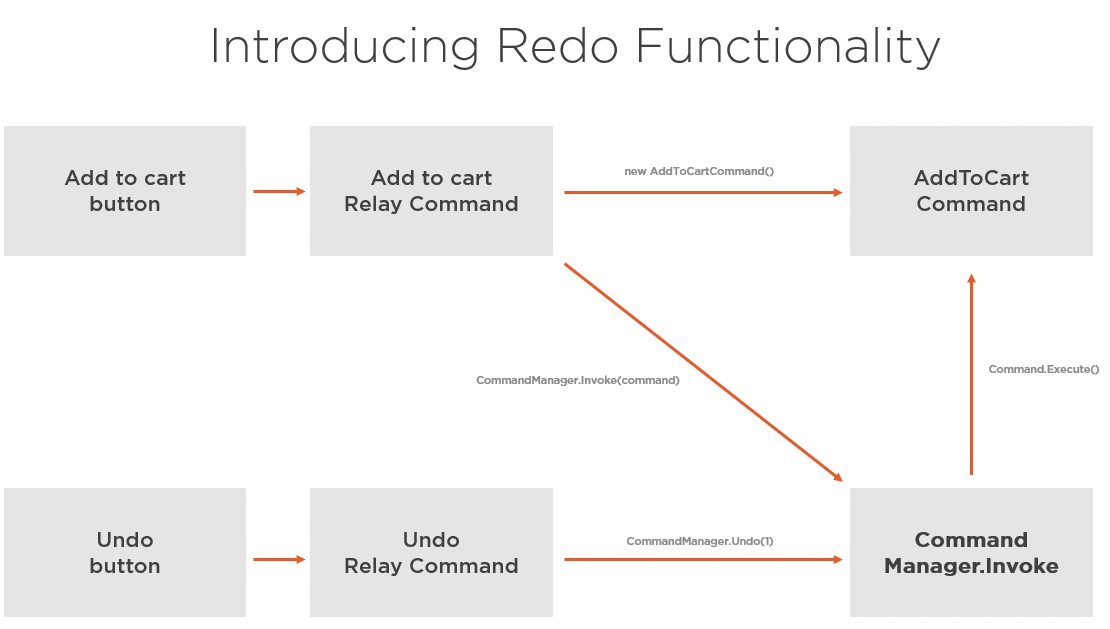 Introducing Redo Functionality
Add to cart
button
Add to cart
Relay Command
new AddToCartCommand()
AddToCart
Command
CommandManager.Invoke(command)
Command.Execute()
Undo
button
Undo
Relay Command
CommandManager.Undo(1)
Command
Manager.Invoke